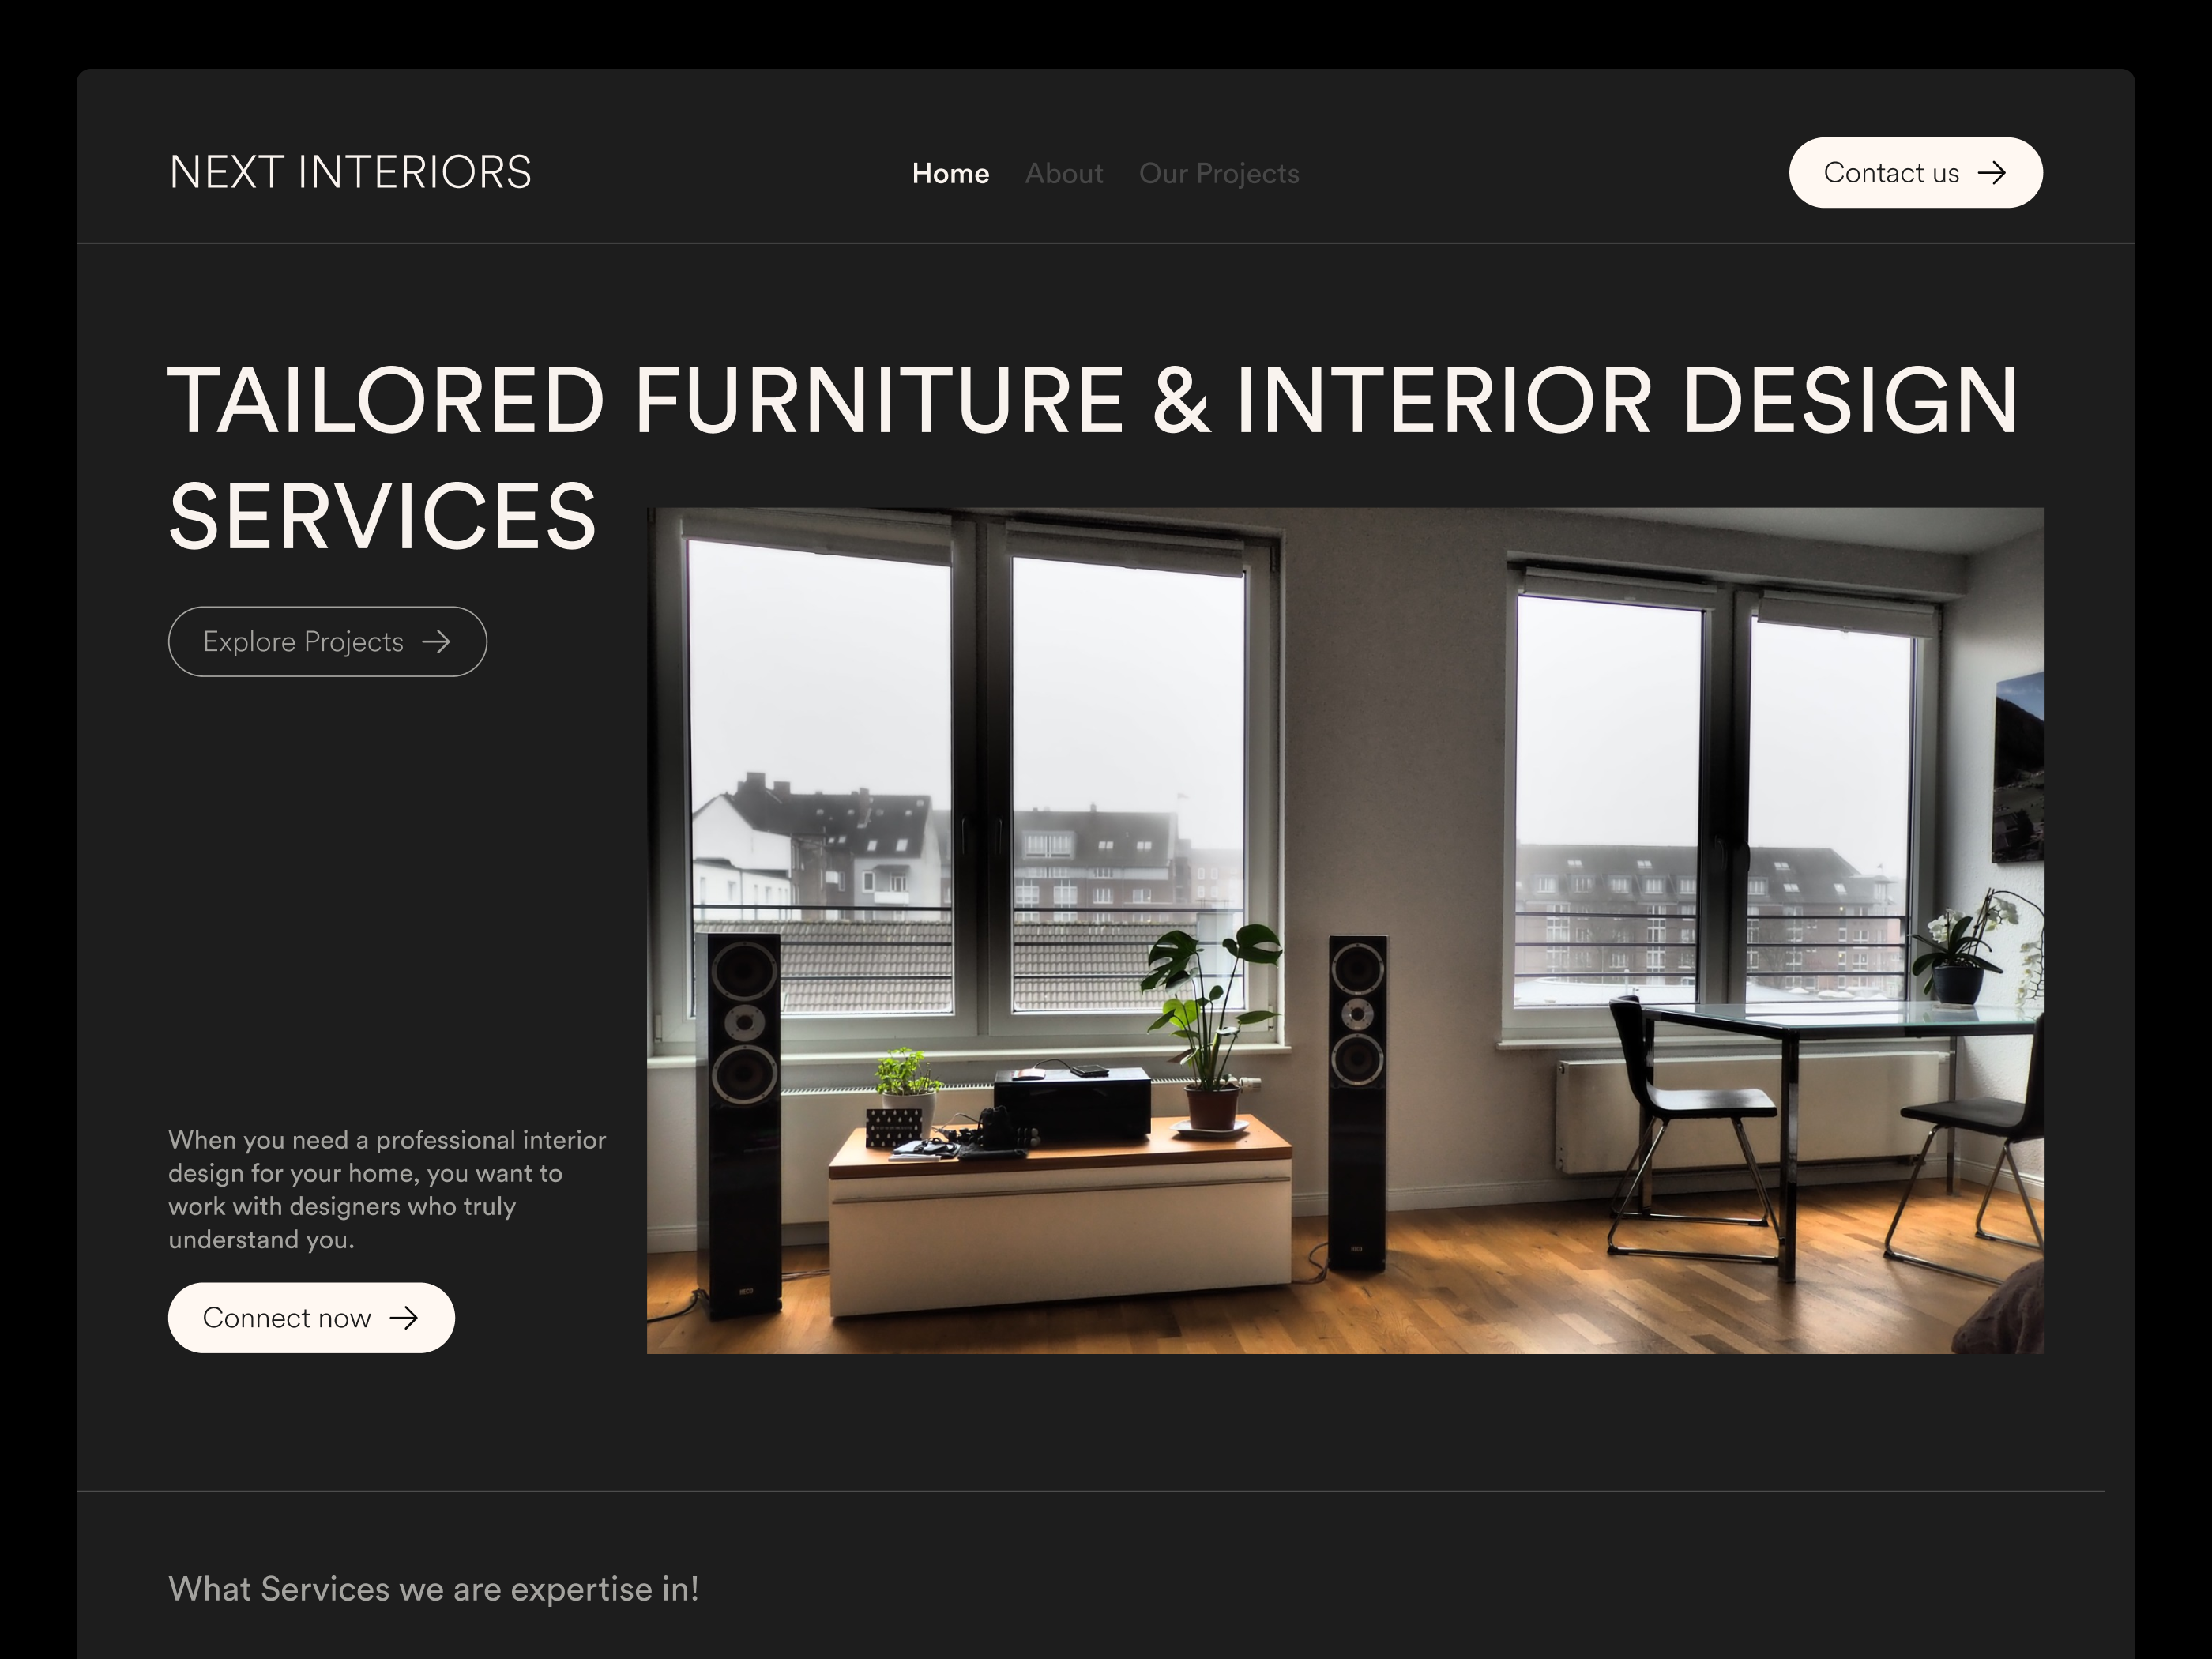 NEXT INTERIORS
Home About Our Projects
Contact us
TAILORED FURNITURE & INTERIOR DESIGN
SERVICES
Explore Projects
When you need a professional interior
design for your home, you want to
work with designers who truly
understand you.
Connect now
What Services we are expertise in!